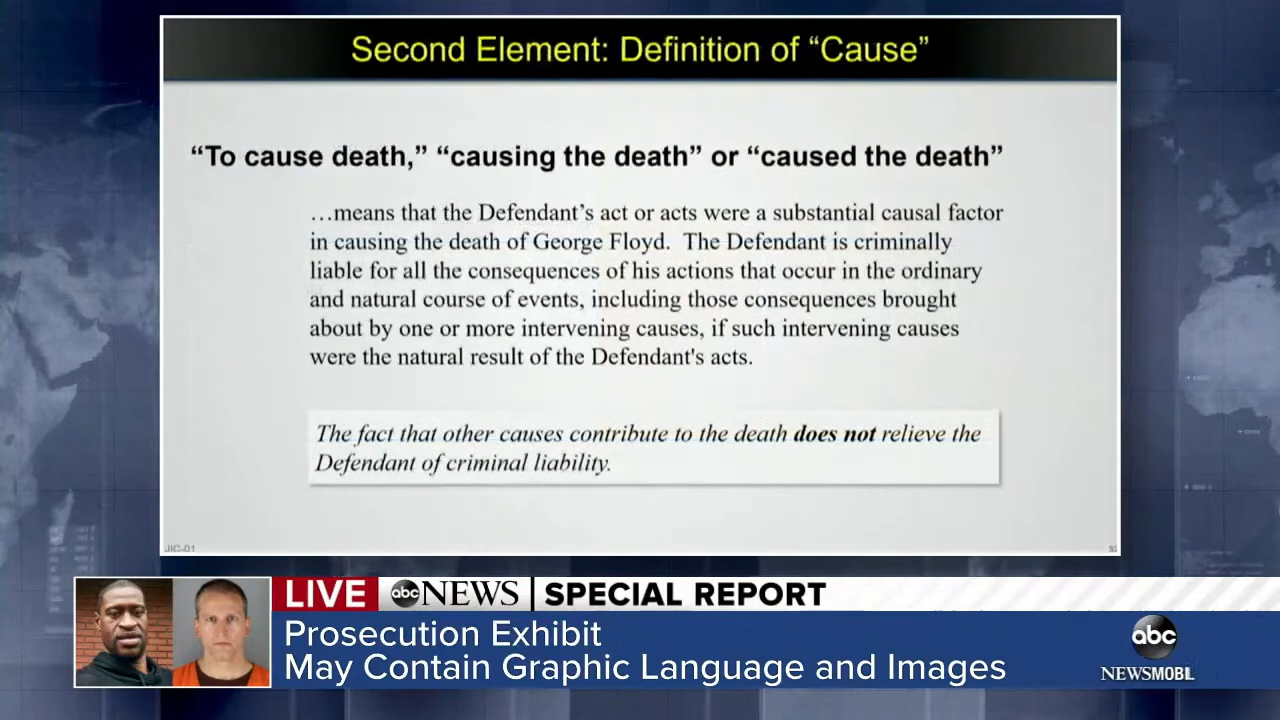 Second Element: Definition of “Cause”
“To cause death,” “causing the death” or “caused the death”
…means that the Defendant’s act or acts were a substantial causal factor
in causing the death of George Floyd. The Defendant is criminally
liable for all the consequences of his actions that occur in the ordinary
and natural course of events, including those consequences brought
about by one or more intervening causes, if such intervening causes
were the natural result of the Defendant's acts.
The fact that other causes contribute to the death does not relieve the
Defendant of criminal liability.
JIC-01
LIVE abc NEWS SPECIAL REPORT
Prosecution Exhibit
May Contain Graphic Language and Images
abc
NEWSMOBL